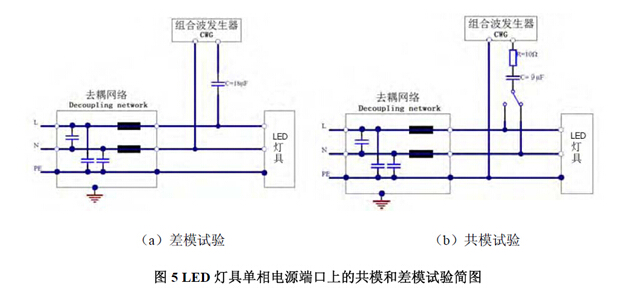 组合波发生器
CWG
C=18μF
去耦网络
Decoupling network
L
N
PE
LED
灯
具
(a) 差模试验
组合波发生器
CWG
R=10Ω
C=9μF
去耦网络
Decoupling network
L
N
PE
LED
灯
具
(b) 共模试验
图 5 LED 灯具单相电源端口上的共模和差模试验简图